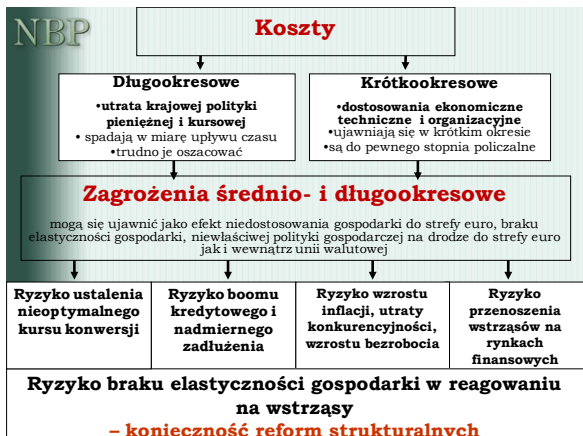 NBP
Koszty
Długookresowe
•utrata krajowej polityki
pieniężnej i kursowej
• spadają w miarę upływu czasu
•trudno je oszacować
Krótkookresowe
•dostosowania ekonomiczne
techniczne i organizacyjne
•ujawniają się w krótkim okresie
•są do pewnego stopnia policzalne
Zagrożenia średnio- i długookresowe
mogą się ujawnić jako efekt niedostosowania gospodarki do strefy euro, braku
elastyczności gospodarki, niewłaściwej polityki gospodarczej na drodze do strefy euro
jak i wewnątrz unii walutowej
Ryzyko ustalenia
nieoptymalnego
kursu konwersji
Ryzyko boomu
kredytowego i
nadmiernego
zadłużenia
Ryzyko wzrostu
inflacji, utraty
konkurencyjności,
wzrostu bezrobocia
Ryzyko
przenoszenia
wstrząsów na
rynkach
finansowych
Ryzyko braku elastyczności gospodarki w reagowaniu
na wstrząsy
– konieczność reform strukturalnych